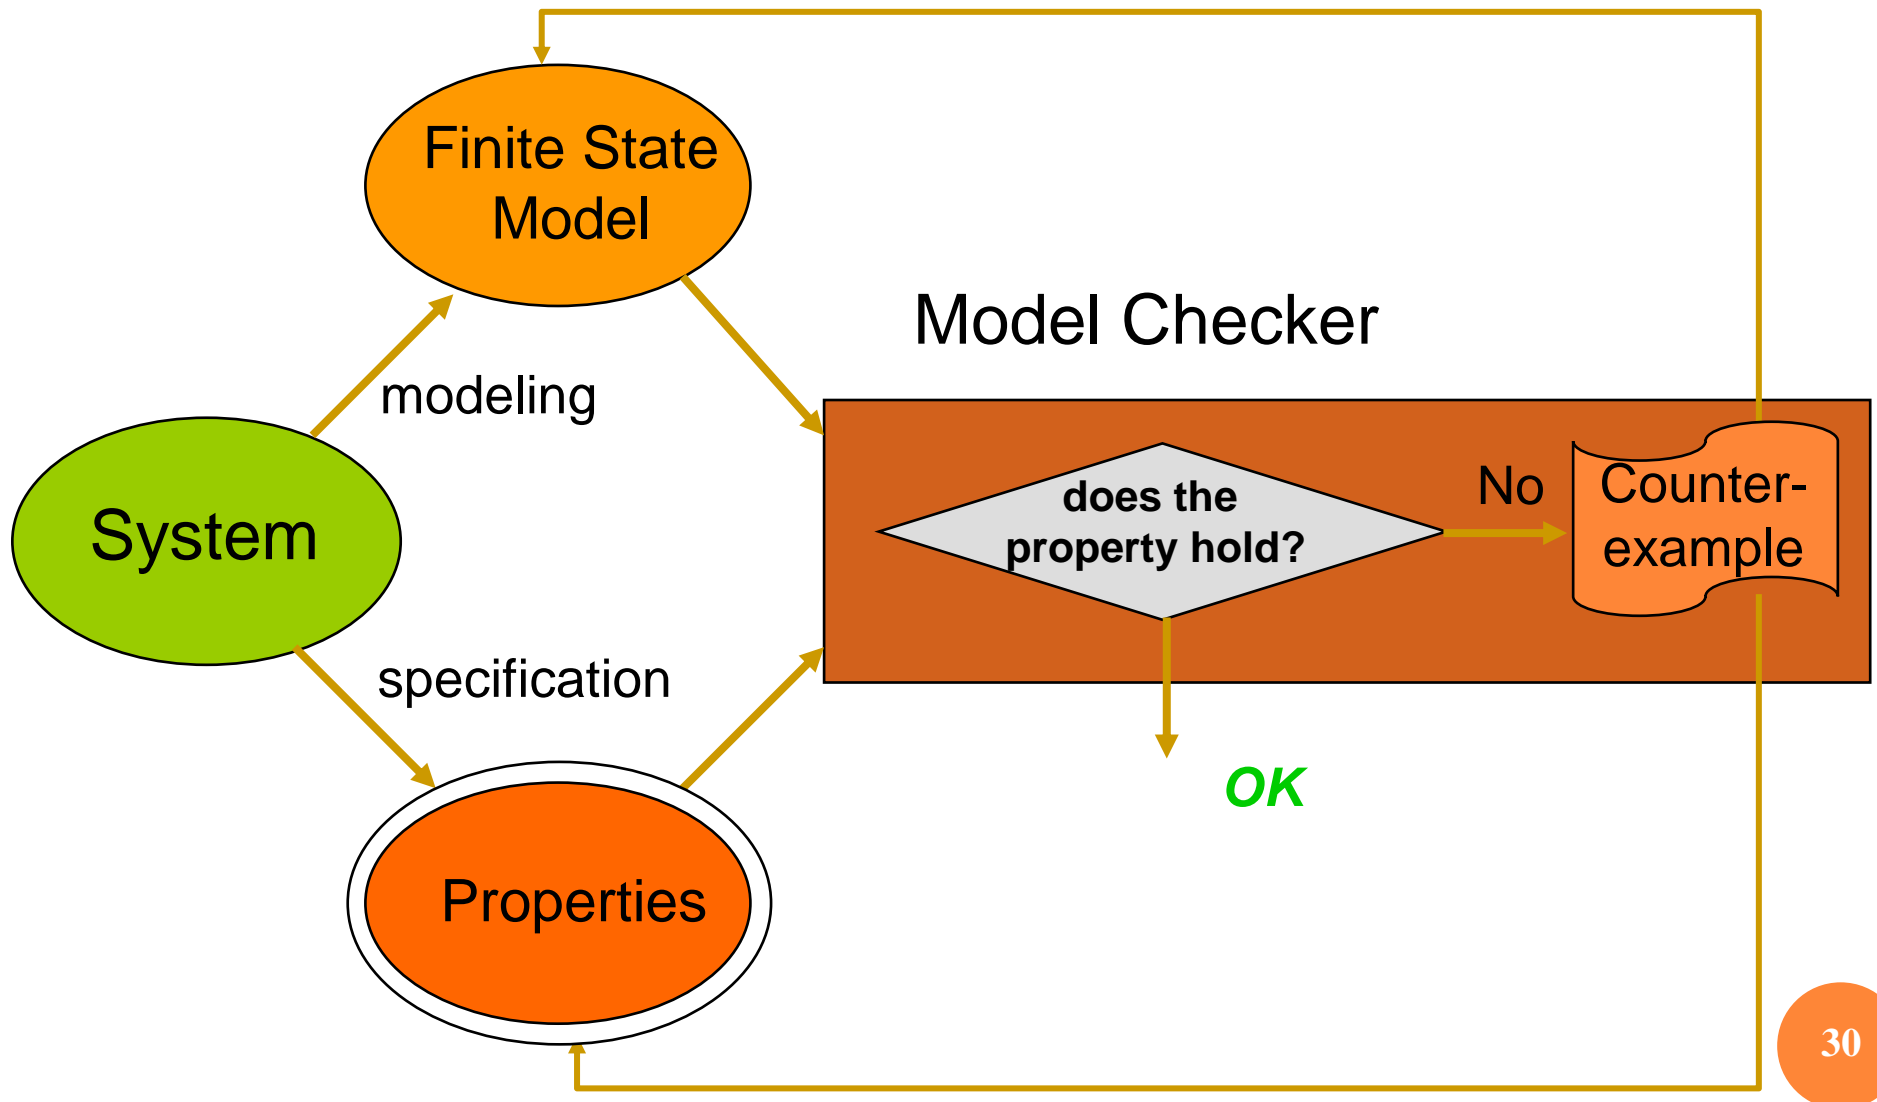 Finite State
Model
Model Checker
modeling
No
Counter-
example
does the
property hold?
System
specification
OK
Properties
30